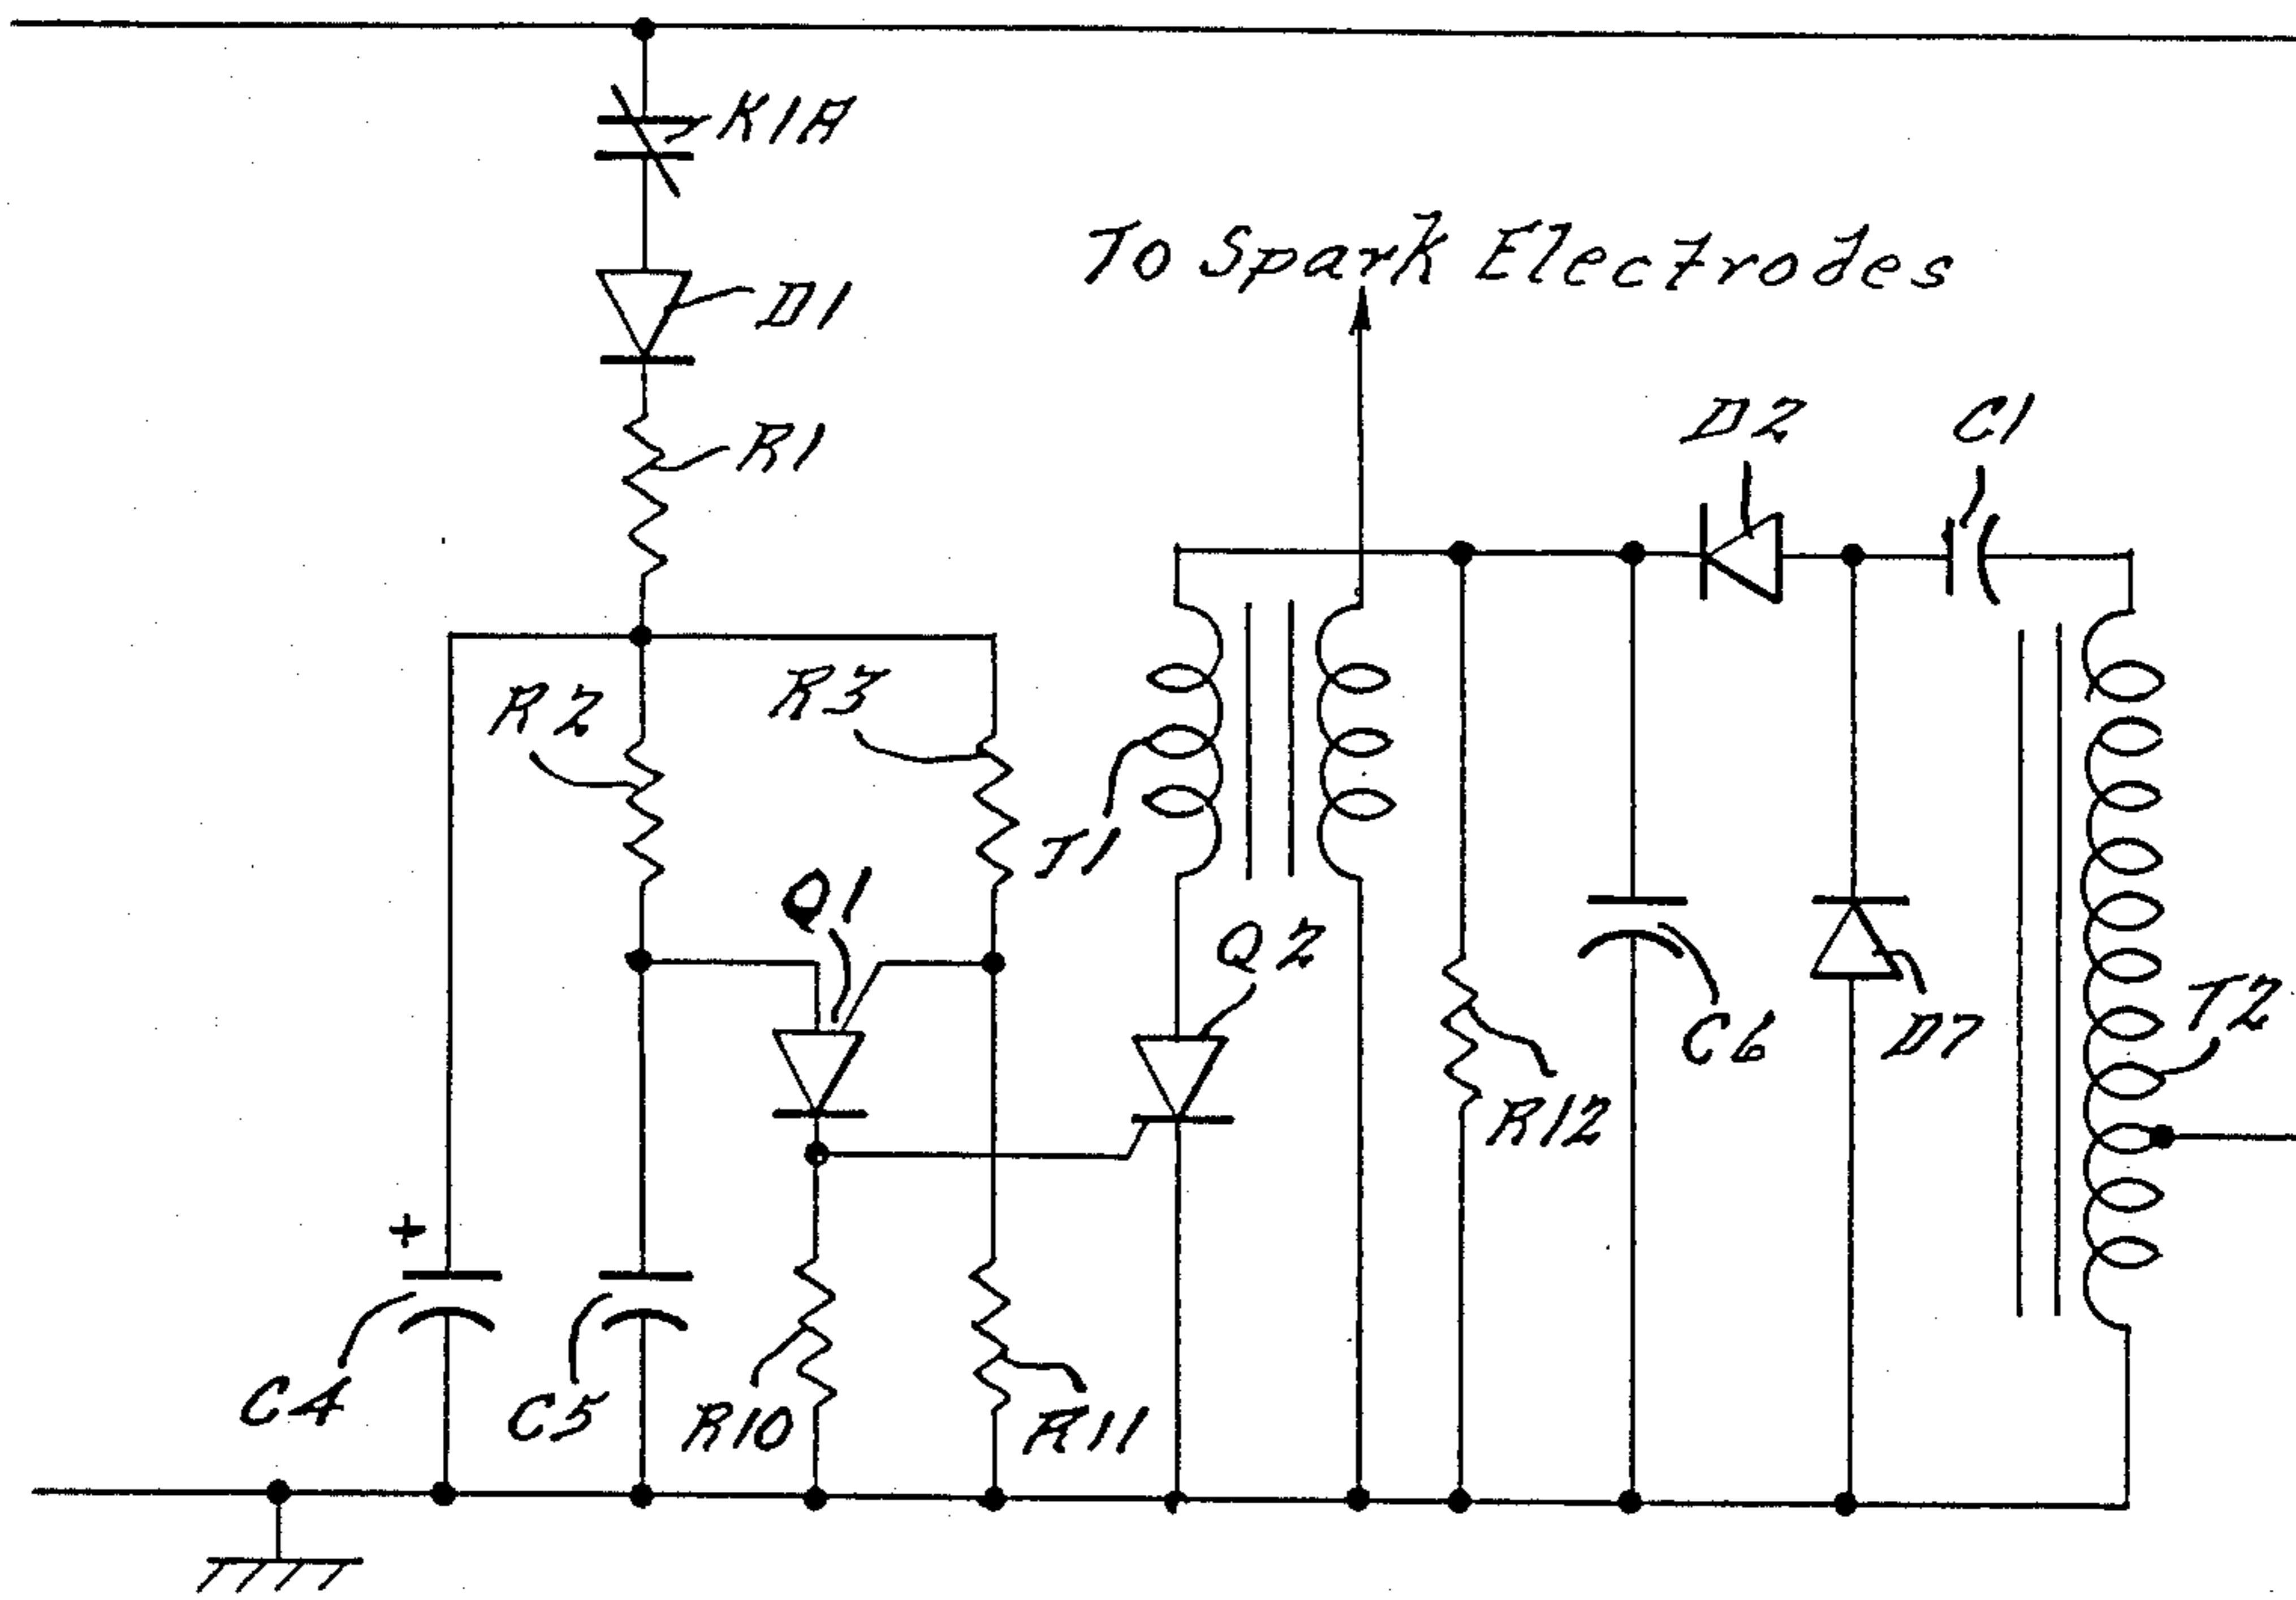 K1A
D1
To Spark Electrodes
R1
D2
C1
R2
R3
T1
Q1
Q2
T2
C6
D7
R12
+
C4
C5
R10
R11